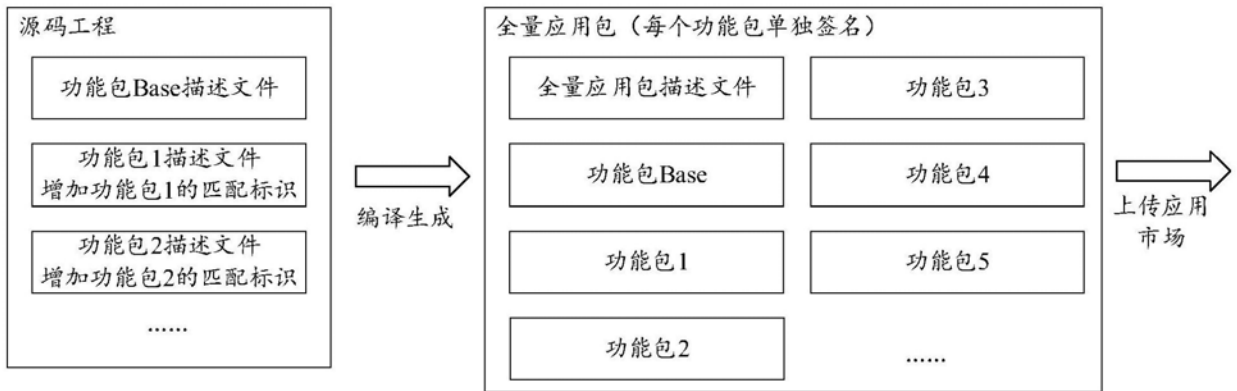 源码工程
功能包Base描述文件
功能包1描述文件
增加功能包1的匹配标识
功能包2描述文件
增加功能包2的匹配标识
……
编译生成
全量应用包（每个功能包单独签名）
全量应用包描述文件
功能包3
功能包Base
功能包4
功能包1
功能包5
功能包2
……
上传应用
市场